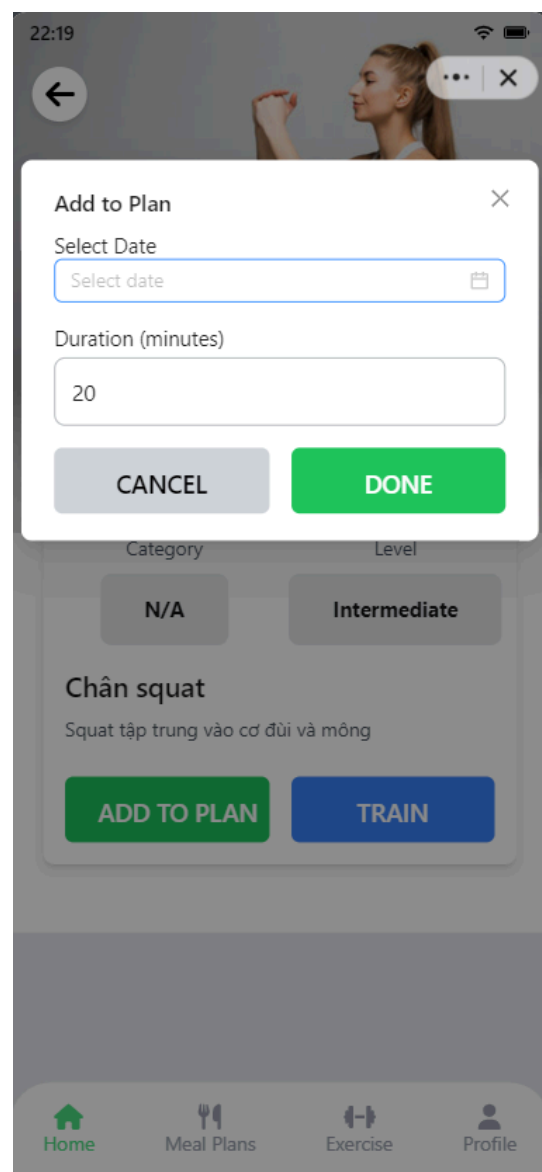 22:19
Add to Plan
Select Date
Select date
Duration (minutes)
20
CANCEL DONE
Category Level
N/A Intermediate
Chân squat
Squat tập trung vào cơ đùi và mông
ADD TO PLAN TRAIN
Home Meal Plans Exercise Profile